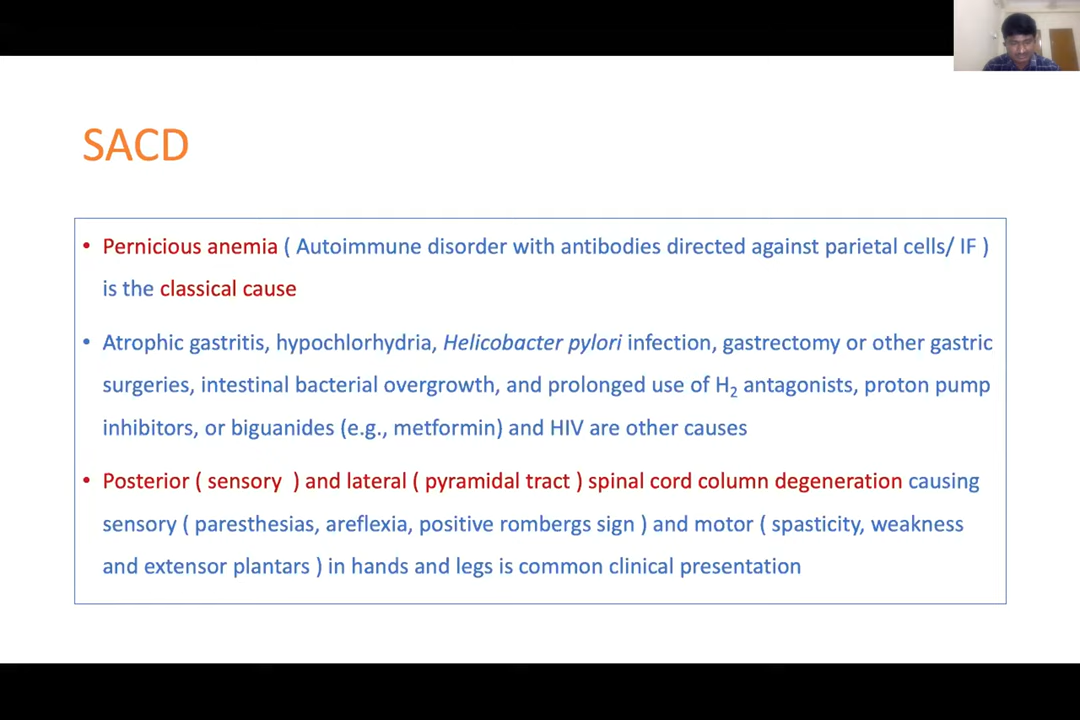 SACD
• Pernicious anemia ( Autoimmune disorder with antibodies directed against parietal cells/ IF )
is the classical cause
• Atrophic gastritis, hypochlorhydria, Helicobacter pylori infection, gastrectomy or other gastric
surgeries, intestinal bacterial overgrowth, and prolonged use of H₂ antagonists, proton pump
inhibitors, or biguanides (e.g., metformin) and HIV are other causes
• Posterior ( sensory  ) and lateral ( pyramidal tract ) spinal cord column degeneration causing
sensory ( paresthesias, areflexia, positive rombergs sign ) and motor ( spasticity, weakness
and extensor plantars ) in hands and legs is common clinical presentation